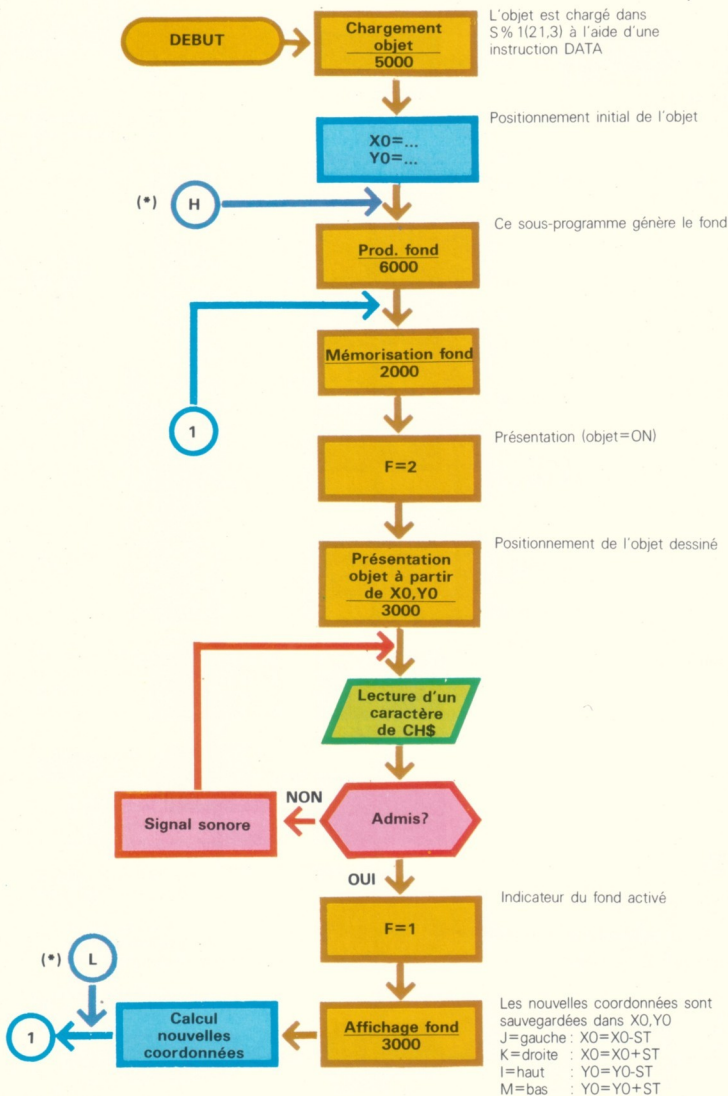 DEBUT
Chargement
objet
5000
L'objet est chargé dans
S%1(21,3) à l'aide d'une
instruction DATA
Positionnement initial de l'objet
X0=...
Y0=...
(*)
H
Ce sous-programme génère le fond
Prod. fond
6000
Mémorisation fond
2000
1
Présentation (objet=ON)
F=2
Positionnement de l'objet dessiné
Présentation
objet à partir
de X0,Y0
3000
Lecture d'un
caractère
de CH$
Signal sonore
NON
Admis?
OUI
Indicateur du fond activé
F=1
(*)
L
1
Calcul
nouvelles
coordonnées
Affichage fond
3000
Les nouvelles coordonnées sont
sauvegardées dans X0,Y0
J=gauche : X0=X0-ST
K=droite : X0=X0+ST
I=haut : Y0=Y0-ST
M=bas : Y0=Y0+ST